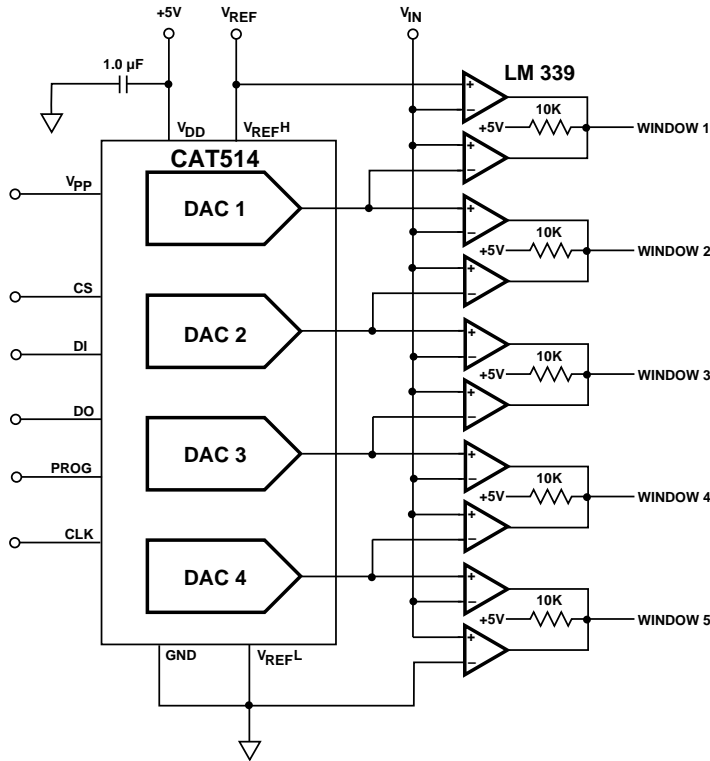 +5V
VREF
VIN
1.0 µF
LM 339
VDD
VREFH
CAT514
VPP
CS
DI
DO
PROG
CLK
DAC 1
DAC 2
DAC 3
DAC 4
GND
VREFL
+
–
+
–
10K
+5V
WINDOW 1
+
–
+
–
10K
+5V
WINDOW 2
+
–
+
–
10K
+5V
WINDOW 3
+
–
+
–
10K
+5V
WINDOW 4
+
–
+
–
10K
+5V
WINDOW 5